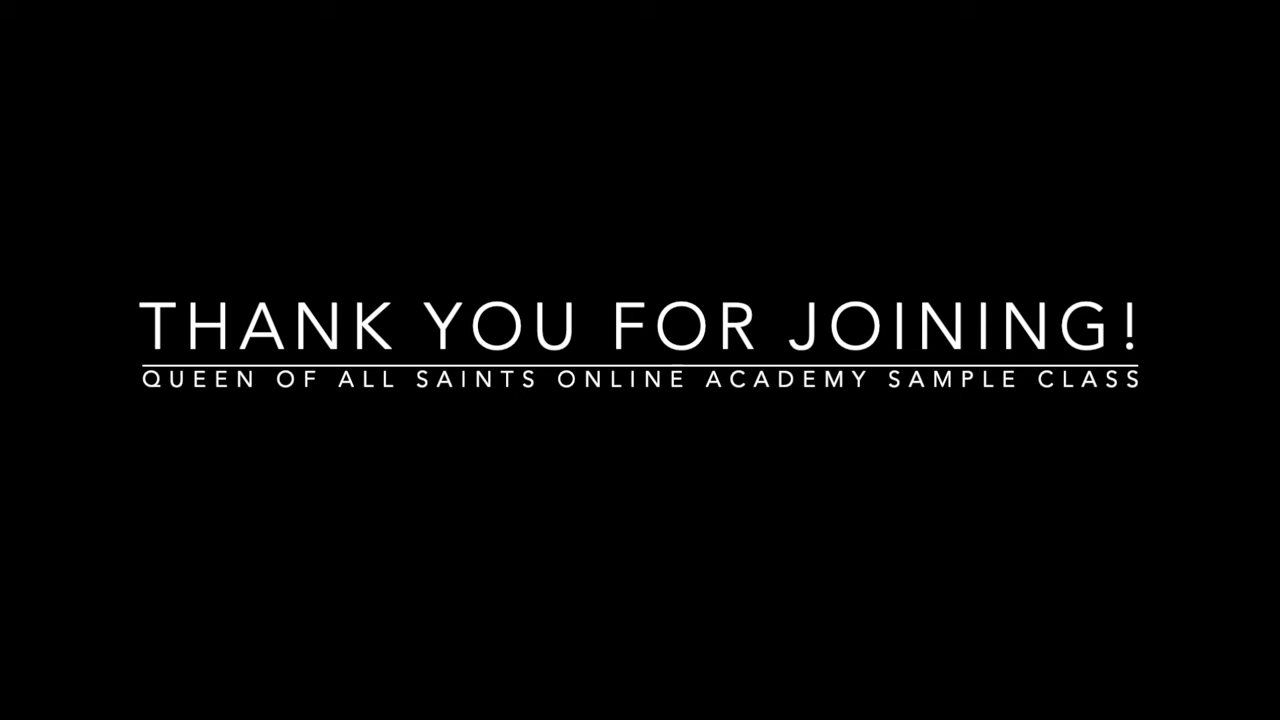 THANK YOU FOR JOINING!
QUEEN OF ALL SAINTS ONLINE ACADEMY SAMPLE CLASS